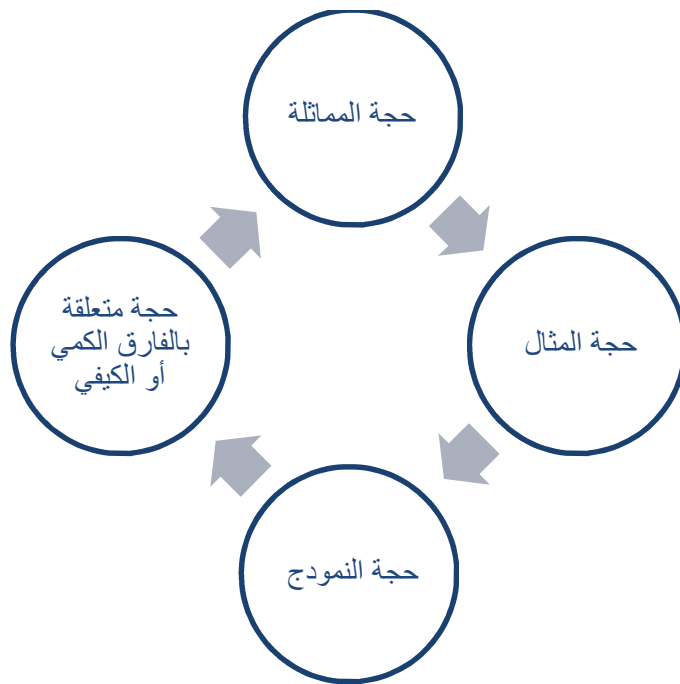 حجة المماثلة
حجة المثال
حجة النمودج
حجة متعلقة
بالفارق الكمي
أو الكيفي